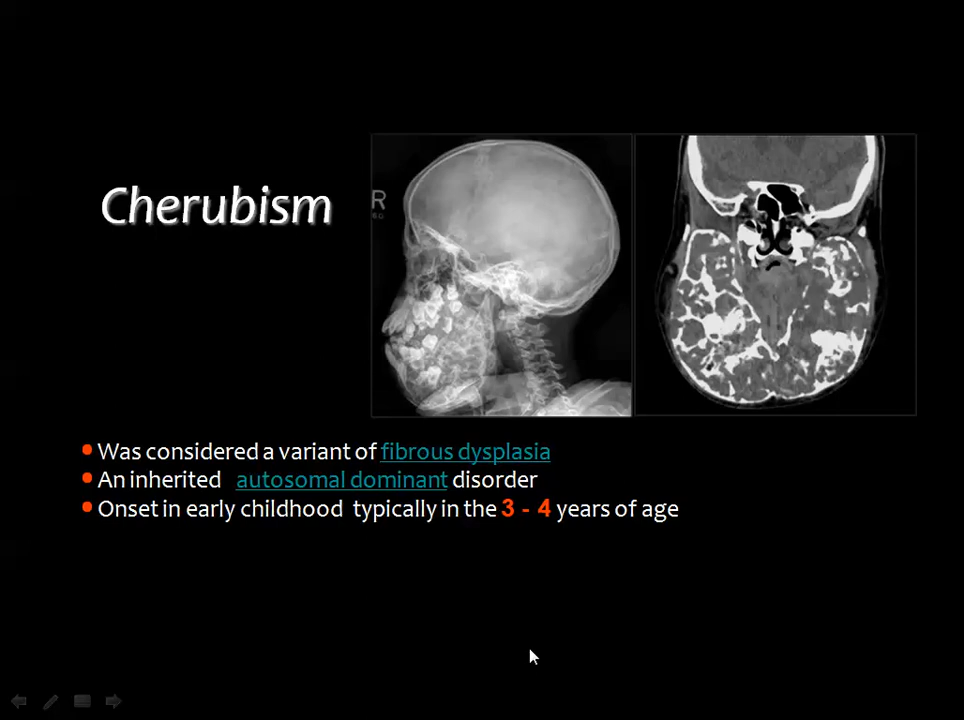 Cherubism
R
• Was considered a variant of fibrous dysplasia
• An inherited autosomal dominant disorder
• Onset in early childhood typically in the 3 - 4 years of age